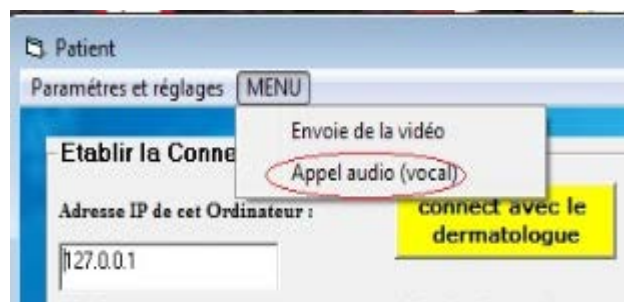 Patient
Paramétres et réglages MENU
Envoie de la vidéo
Appel audio (vocal)
Etablir la Conne
Adresse IP de cet Ordinateur :
connect avec le
dermatologue
127.0.0.1